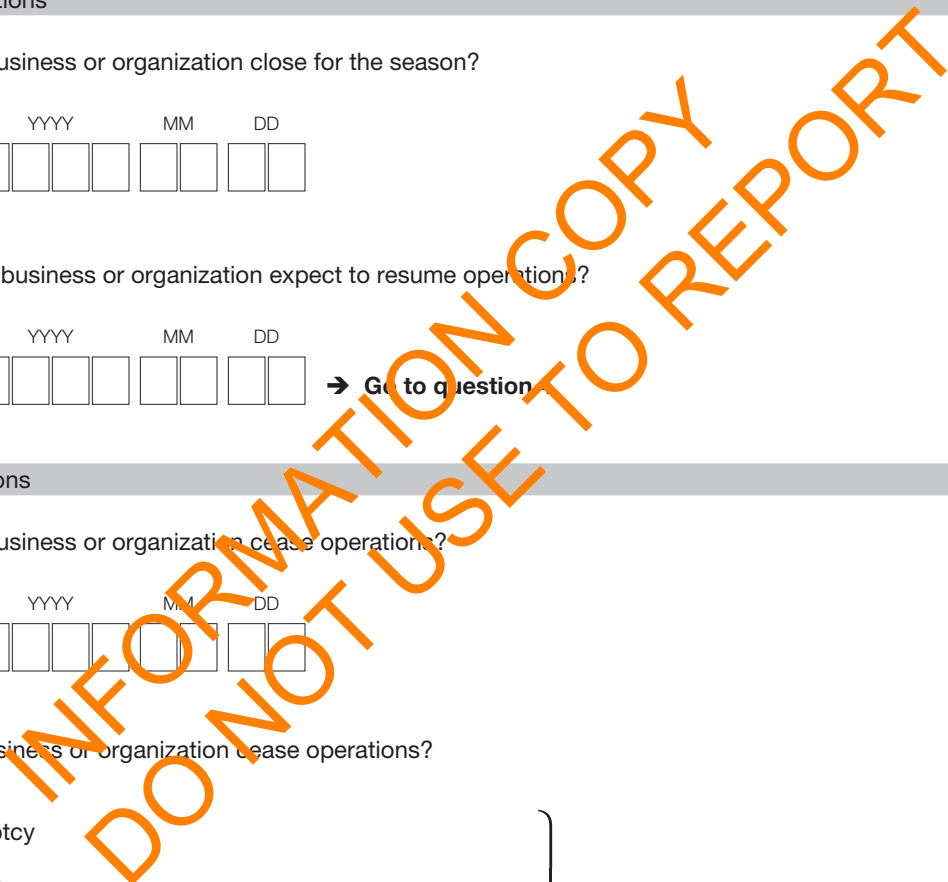 tions
usiness or organization close for the season?
YYYY MM DD
business or organization expect to resume operations?
YYYY MM DD
➔ Go to question
ons
usiness or organization cease operations?
YYYY MM DD
siness or organization cease operations?
ptcy
INFORMATION COPY
DO NOT USE TO REPORT